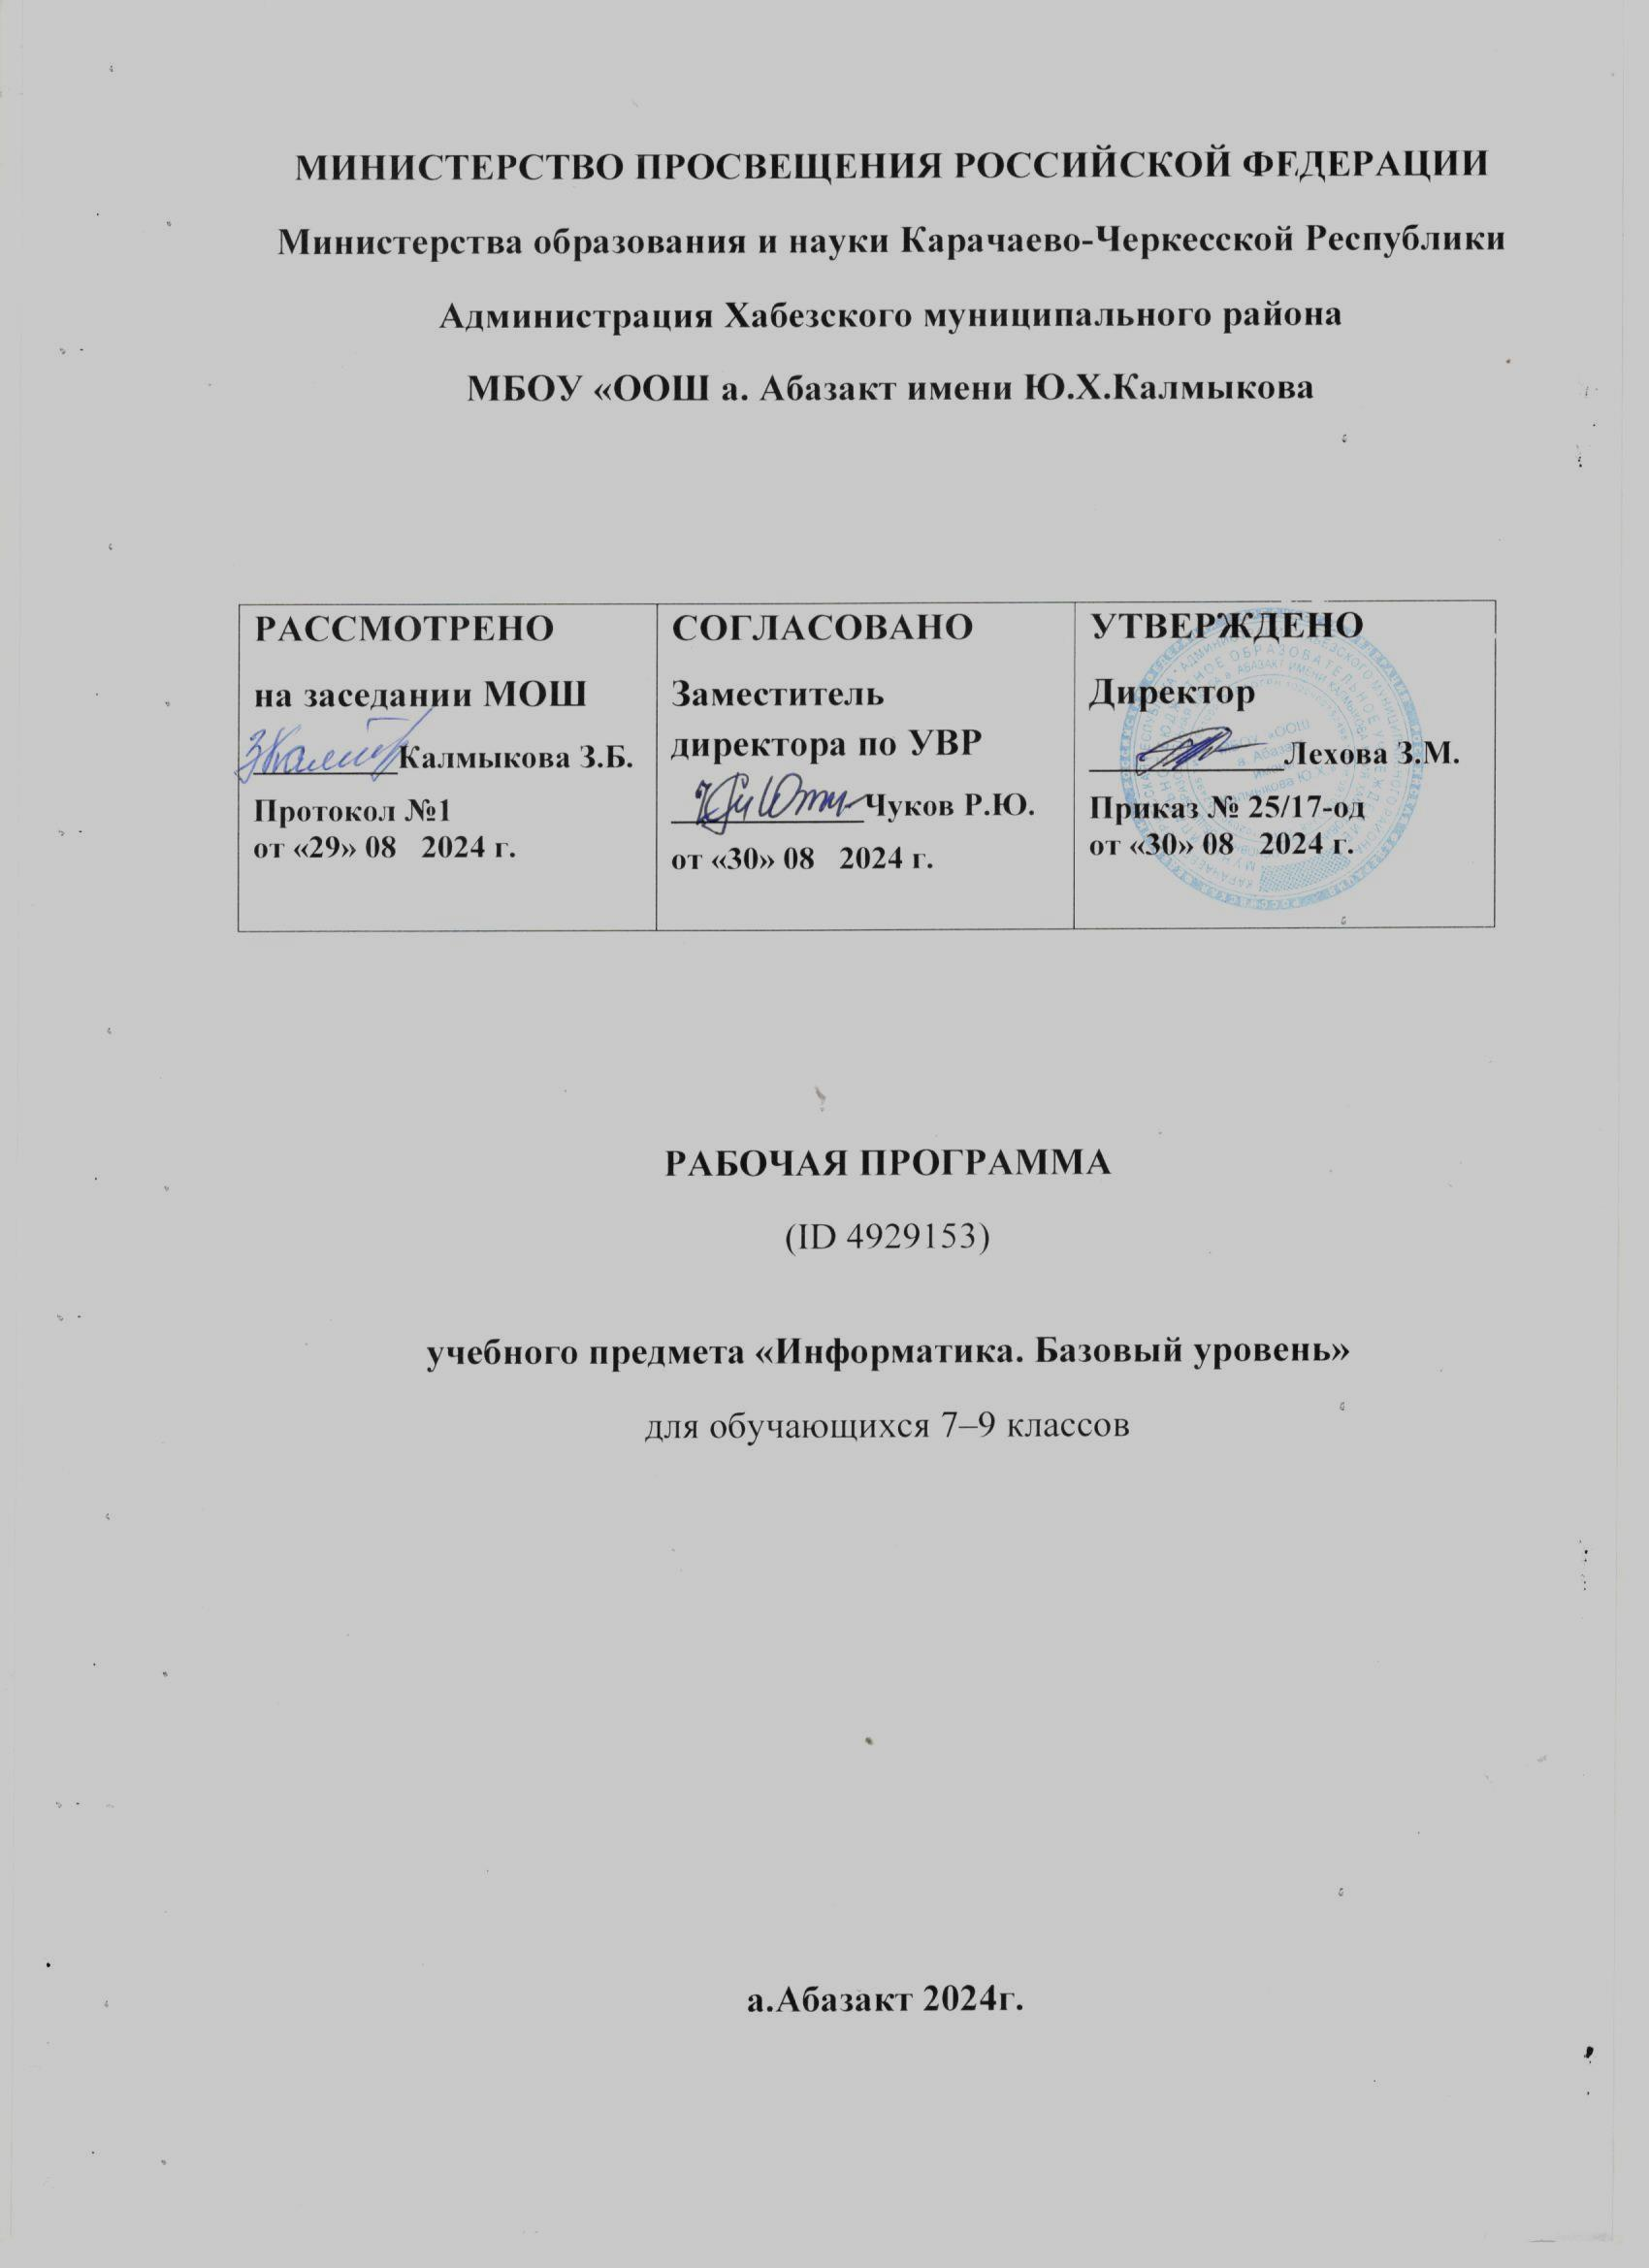 МИНИСТЕРСТВО ПРОСВЕЩЕНИЯ РОССИЙСКОЙ ФЕДЕРАЦИИ
Министерства образования и науки Карачаево-Черкесской Республики
Администрация Хабезского муниципального района
МБОУ «ООШ а. Абазакт имени Ю.Х.Калмыкова
РАССМОТРЕНО
на заседании МОШ
Калмыкова З.Б.
Протокол №1
от «29» 08 2024 г.
СОГЛАСОВАНО
Заместитель
директора по УВР
Чуков Р.Ю.
от «30» 08 2024 г.
УТВЕРЖДЕНО
Директор
Лехова З.М.
Приказ № 25/17-од
от «30» 08 2024 г.
РАБОЧАЯ ПРОГРАММА
(ID 4929153)
учебного предмета «Информатика. Базовый уровень»
для обучающихся 7–9 классов
а.Абазакт 2024г.